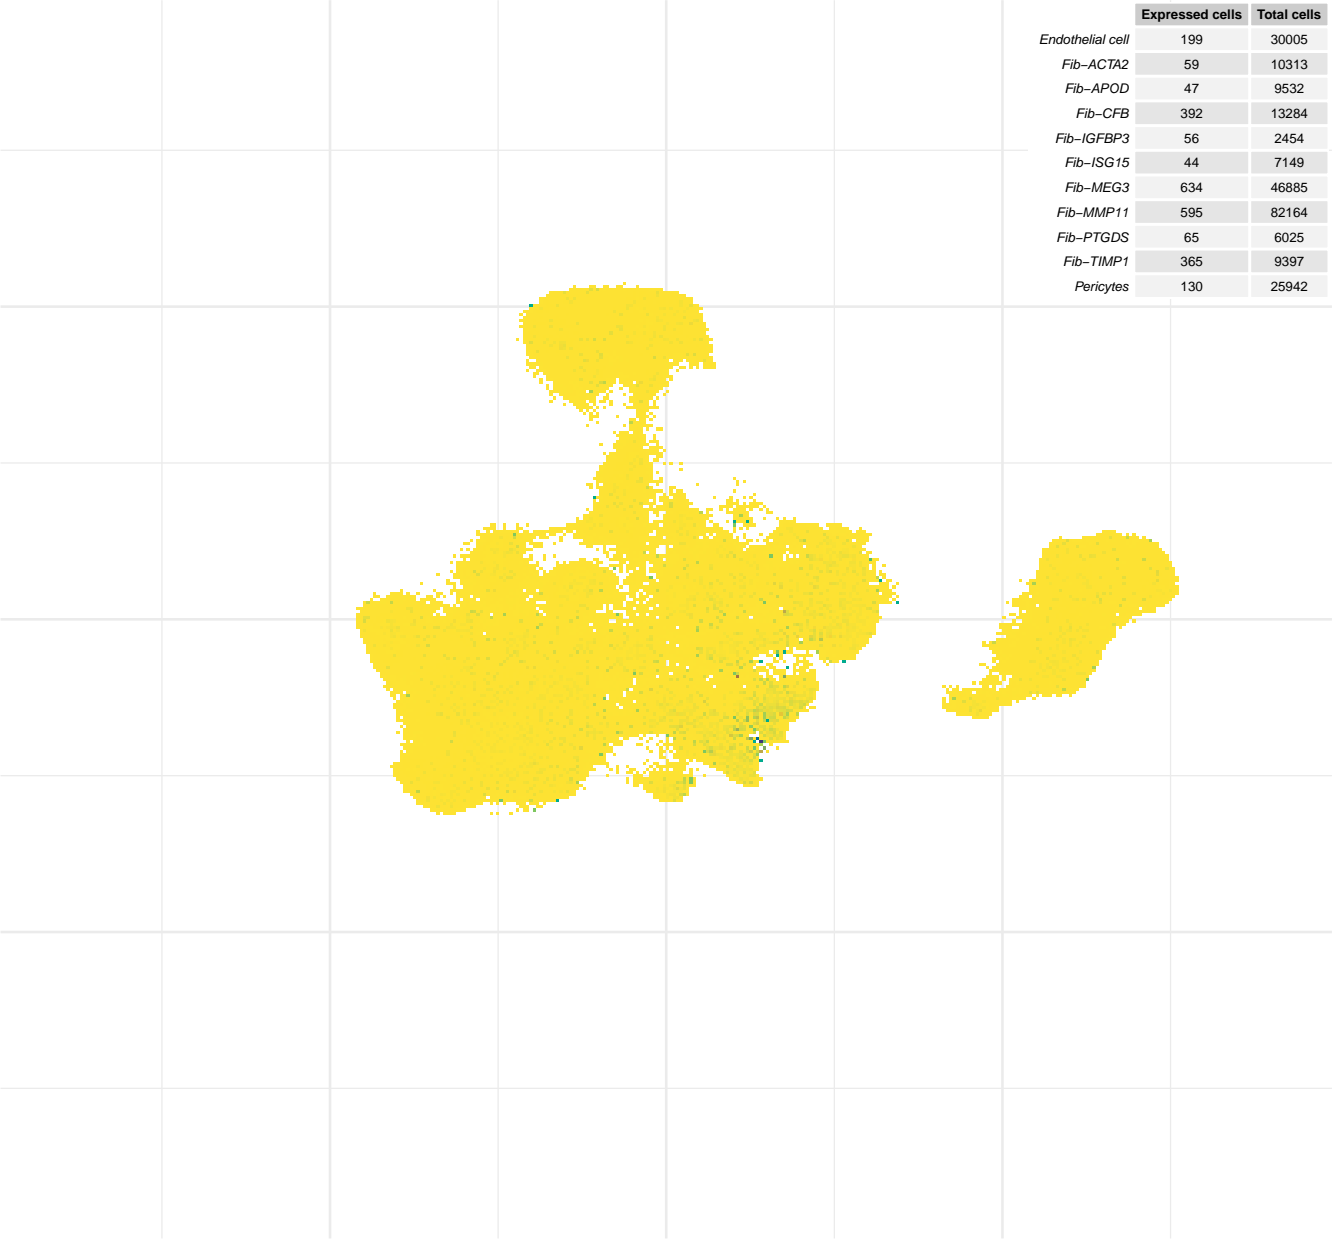 Expressed cells Total cells
Endothelial cell 199 30005
Fib−ACTA2 59 10313
Fib−APOD 47 9532
Fib−CFB 392 13284
Fib−IGFBP3 56 2454
Fib−ISG15 44 7149
Fib−MEG3 634 46885
Fib−MMP11 595 82164
Fib−PTGDS 65 6025
Fib−TIMP1 365 9397
Pericytes 130 25942